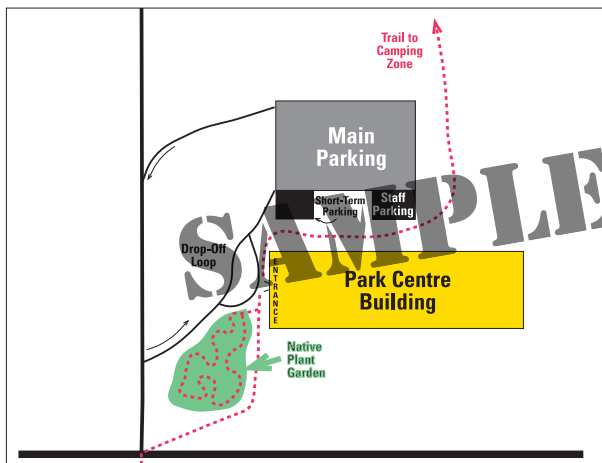 Trail to
Camping
Zone
Main
Parking
Short-Term
Parking
Staff
Parking
SAMPLE
Drop-Off
Loop
ENTRANCE
Park Centre
Building
Native
Plant
Garden